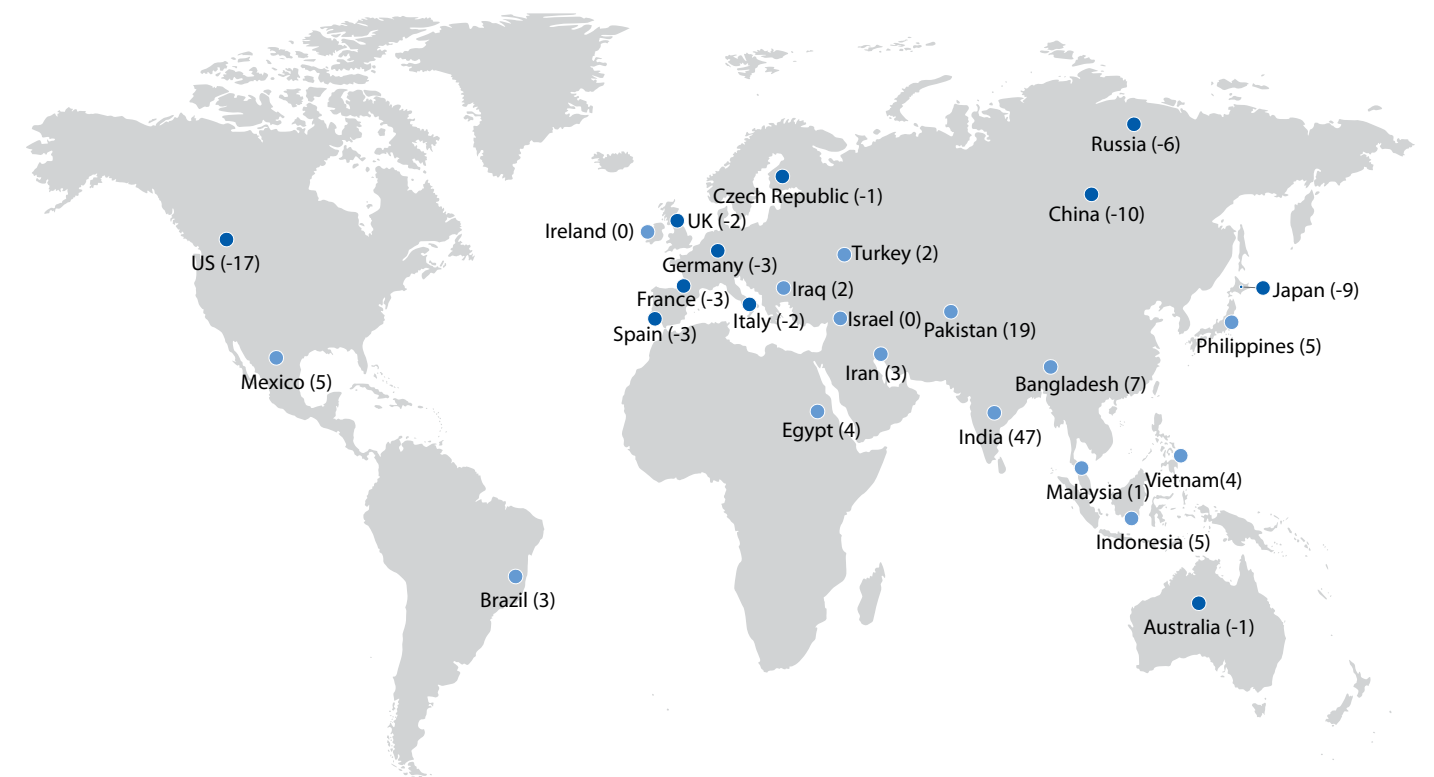 Russia (-6)
Czech Republic (-1)
China (-10)
Ireland (0)
UK (-2)
US (-17)
Germany (-3)
Turkey (2)
France (-3)
Iraq (2)
Japan (-9)
Spain (-3)
Italy (-2)
Israel (0)
Pakistan (19)
Philippines (5)
Mexico (5)
Iran (3)
Bangladesh (7)
Egypt (4)
India (47)
Malaysia (1)
Vietnam(4)
Indonesia (5)
Brazil (3)
Australia (-1)